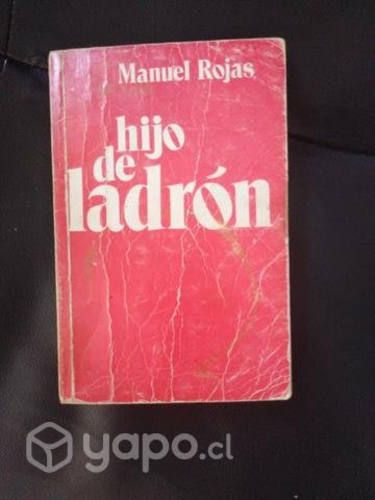 Manuel Rojas
hijo
de
ladrón
yapo.cl